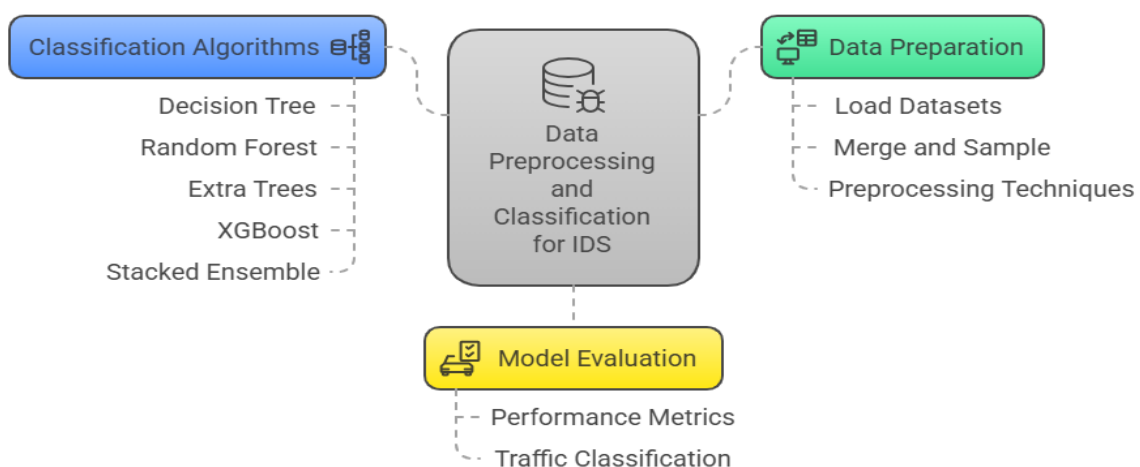 Classification Algorithms
Decision Tree
Random Forest
Extra Trees
XGBoost
Stacked Ensemble
Data
Preprocessing
and
Classification
for IDS
Data Preparation
Load Datasets
Merge and Sample
Preprocessing Techniques
Model Evaluation
Performance Metrics
Traffic Classification